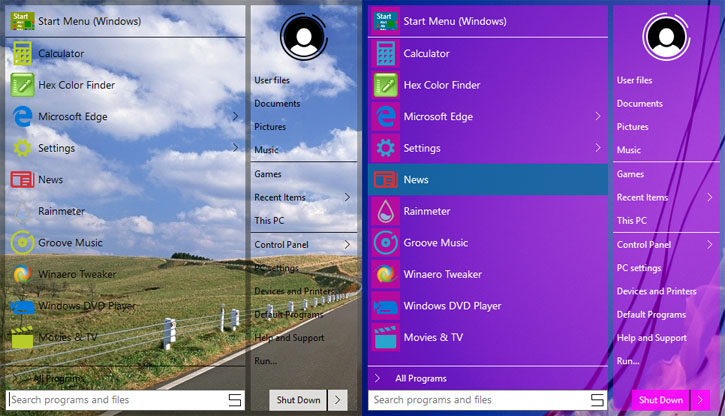 Start
Start Menu (Windows)
Calculator
Hex Color Finder
Microsoft Edge
Settings
News
Rainmeter
Groove Music
Winaero Tweaker
Windows DVD Player
Movies & TV
All Programs
Search programs and files
User files
Documents
Pictures
Music
Games
Recent Items
This PC
Control Panel
PC settings
Devices and Printers
Default Programs
Help and Support
Run...
Shut Down
Start
Start Menu (Windows)
Calculator
Hex Color Finder
Microsoft Edge
Settings
News
Rainmeter
Groove Music
Winaero Tweaker
Windows DVD Player
Movies & TV
All Programs
Search programs and files
User files
Documents
Pictures
Music
Games
Recent Items
This PC
Control Panel
PC settings
Devices and Printers
Default Programs
Help and Support
Run...
Shut Down